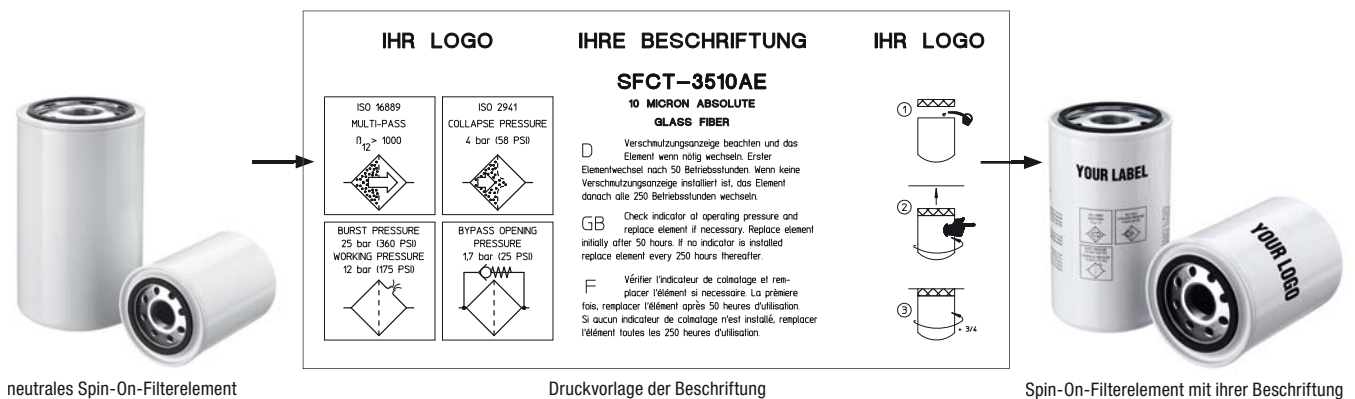 IHR LOGO
IHRE BESCHRIFTUNG
IHR LOGO
SFCT-3510AE
10 MICRON ABSOLUTE
GLASS FIBER
ISO 16889
MULTI-PASS
β12 > 1000
ISO 2941
COLLAPSE PRESSURE
4 bar (58 PSI)
BURST PRESSURE
25 bar (360 PSI)
WORKING PRESSURE
12 bar (175 PSI)
BYPASS OPENING
PRESSURE
1,7 bar (25 PSI)
D Verschmutzungsanzeige beachten und das
Element wenn nötig wechseln. Erster
Elementwechsel nach 50 Betriebsstunden. Wenn keine
Verschmutzungsanzeige installiert ist, das Element
danach alle 250 Betriebsstunden wechseln.
GB Check indicator at operating pressure and
replace element if necessary. Replace element
initially after 50 hours. If no indicator is installed
replace element every 250 hours thereafter.
F Vérifier l'indicateur de colmatage et rem-
placer l'élément si necessaire. La prèmiere
fois, remplacer l'élément après 50 heures d'utilisation.
Si aucun indicateur de colmatage n'est installé, remplacer
l'élément toutes les 250 heures d'utilisation.
1
2
3
+ 3/4
YOUR LABEL
YOUR LOGO
neutrales Spin-On-Filterelement
Druckvorlage der Beschriftung
Spin-On-Filterelement mit ihrer Beschriftung